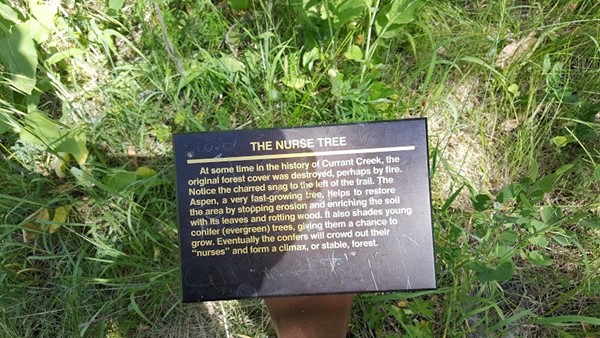 THE NURSE TREE
At some time in the history of Currant Creek, the
original forest cover was destroyed, perhaps by fire.
Notice the charred snag to the left of the trail. The
Aspen, a very fast-growing tree, helps to restore
the area by stopping erosion and enriching the soil
with its leaves and rotting wood. It also shades young
conifer (evergreen) trees, giving them a chance to
grow. Eventually the confers will crowd out their
"nurses" and form a climax, or stable, forest.